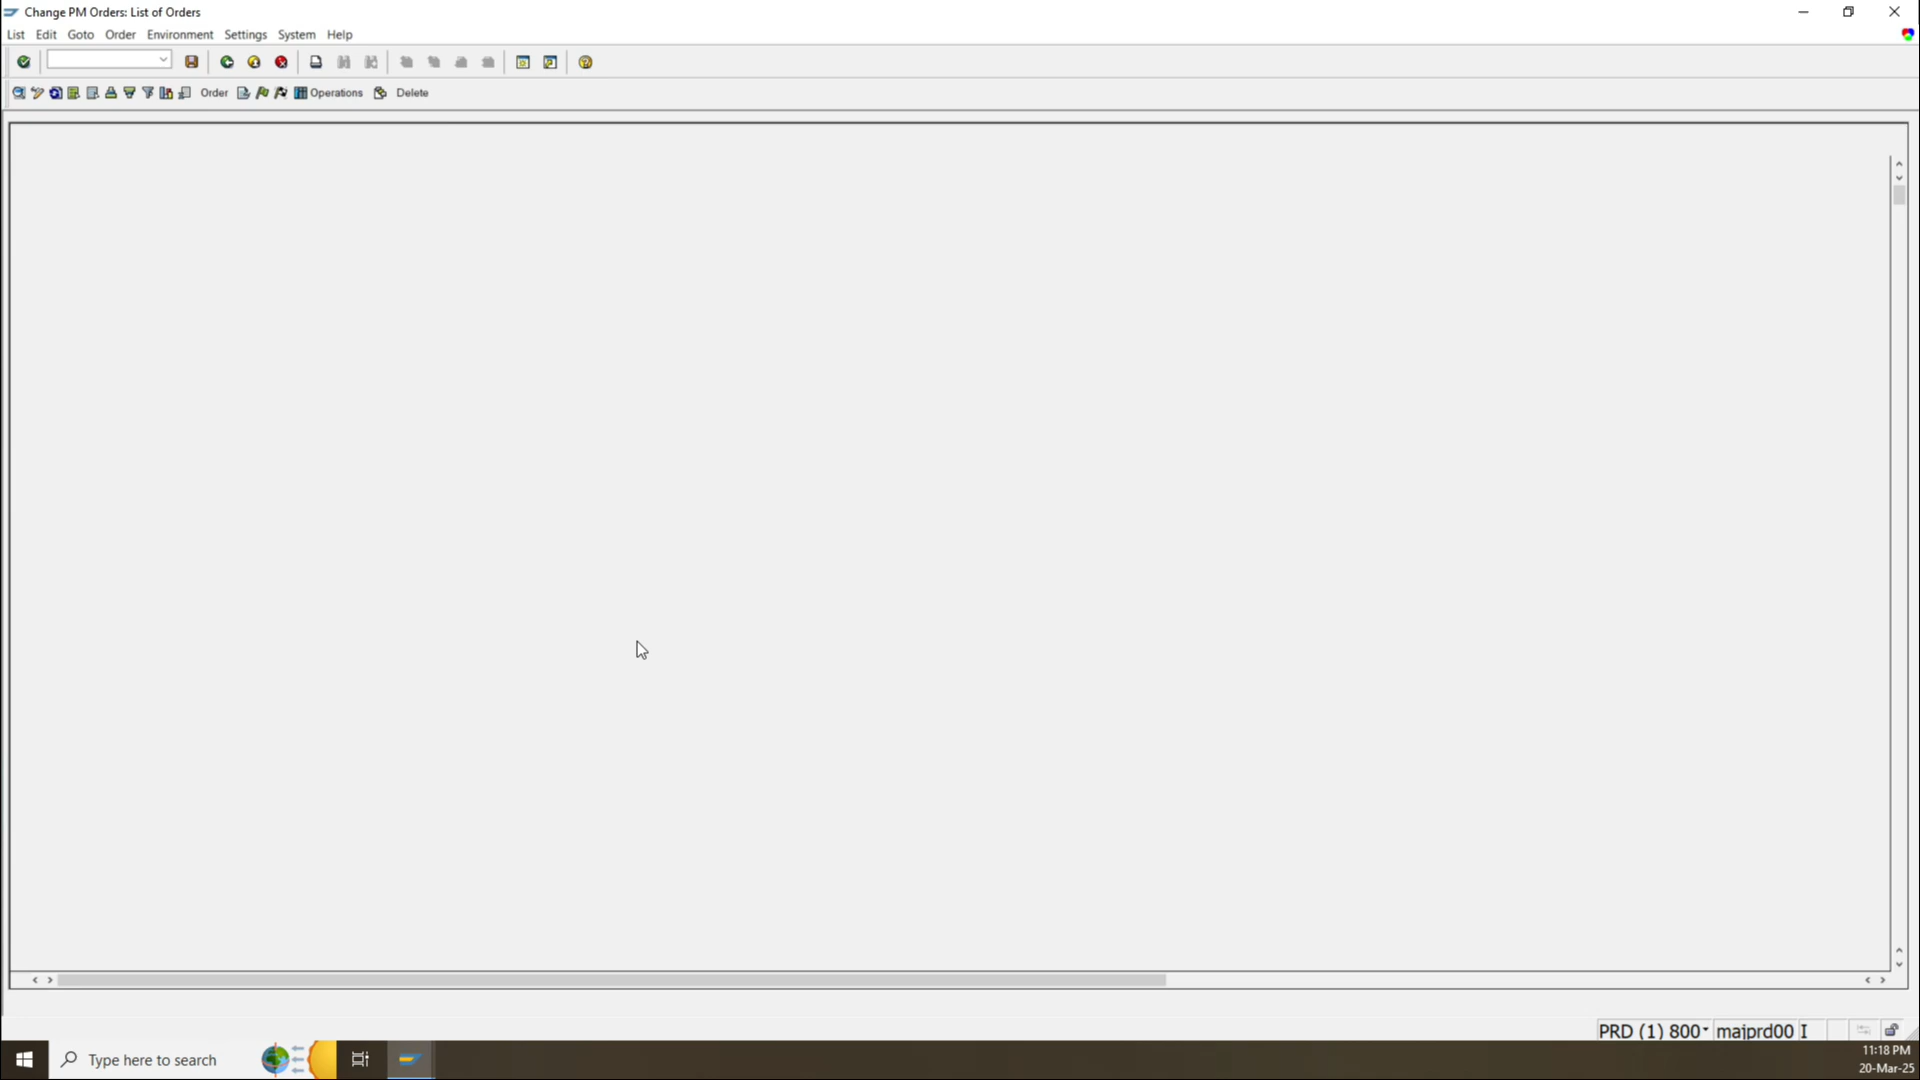 Change PM Orders: List of Orders
List Edit Goto Order Environment Settings System Help
Order Operations Delete
PRD (1) 800 majprd00 I
Type here to search
11:18 PM
20-Mar-25